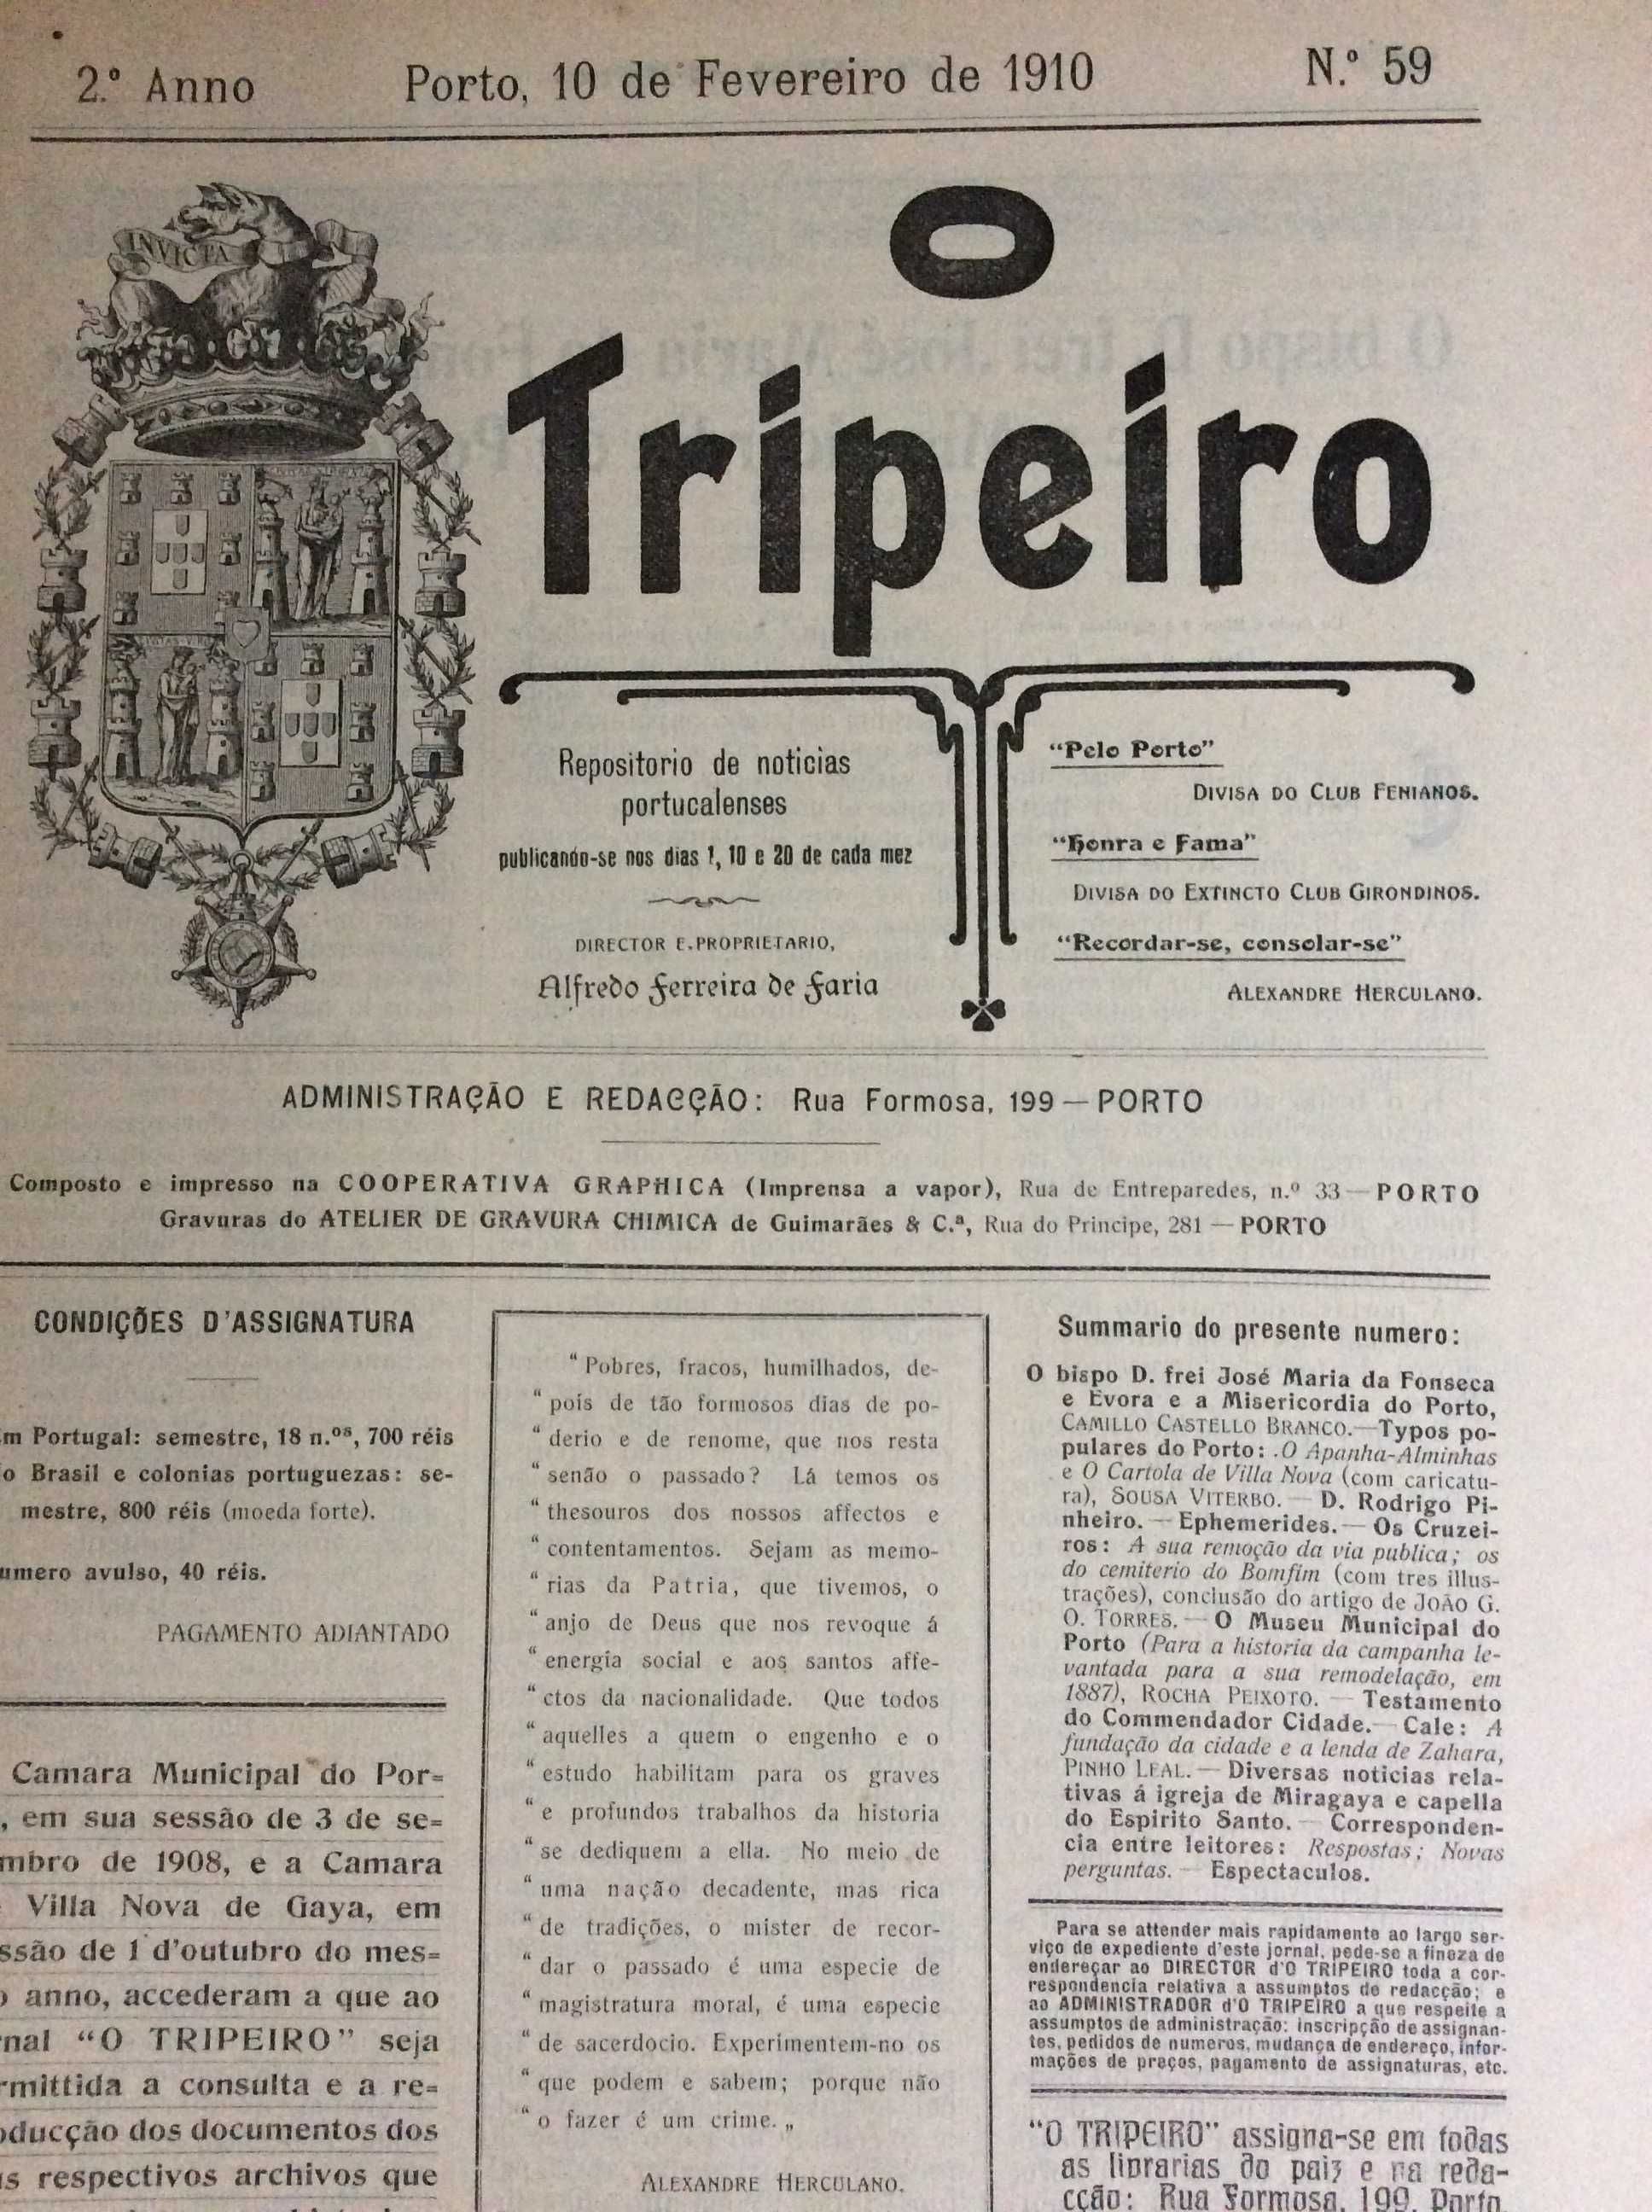 2.º Anno Porto, 10 de Fevereiro de 1910 N.º 59
INVICTA
O
Tripeiro
Repositorio de noticias
portucalenses
publicando-se nos dias 1, 10 e 20 de cada mez
DIRECTOR E PROPRIETARIO,
Alfredo Ferreira de Faria
“Pelo Porto”
DIVISA DO CLUB FENIANOS.
“Honra e Fama”
DIVISA DO EXTINCTO CLUB GIRONDINOS.
“Recordar-se, consolar-se”
ALEXANDRE HERCULANO.
ADMINISTRAÇÃO E REDACÇÃO: Rua Formosa, 199 — PORTO
Composto e impresso na COOPERATIVA GRAPHICA (Imprensa a vapor), Rua de Entreparedes, n.º 33 — PORTO
Gravuras do ATELIER DE GRAVURA CHIMICA de Guimarães & C.ª, Rua do Principe, 281 — PORTO
CONDIÇÕES D'ASSIGNATURA
m Portugal: semestre, 18 n.ºˢ, 700 réis
o Brasil e colonias portuguezas: se-
mestre, 800 réis (moeda forte).
umero avulso, 40 réis.
PAGAMENTO ADIANTADO
Camara Municipal do Por=
, em sua sessão de 3 de se=
mbro de 1908, e a Camara
Villa Nova de Gaya, em
ssão de 1 d'outubro do mes=
o anno, accederam a que ao
rnal “O TRIPEIRO” seja
rmittida a consulta e a re=
oducção dos documentos dos
s respectivos archivos que
“Pobres, fracos, humilhados, de-
“pois de tão formosos dias de po-
“derio e de renome, que nos resta
“senão o passado? Lá temos os
“thesouros dos nossos affectos e
“contentamentos. Sejam as memo-
“rias da Patria, que tivemos, o
“anjo de Deus que nos revoque á
“energia social e aos santos affe-
“ctos da nacionalidade. Que todos
“aquelles a quem o engenho e o
“estudo habilitam para os graves
“e profundos trabalhos da historia
“se dediquem a ella. No meio de
“uma nação decadente, mas rica
“de tradições, o mister de recor-
“dar o passado é uma especie de
“magistratura moral, é uma especie
“de sacerdocio. Experimentem-no os
“que podem e sabem; porque não
“o fazer é um crime.„
ALEXANDRE HERCULANO.
Summario do presente numero:
O bispo D. frei José Maria da Fonseca
e Evora e a Misericordia do Porto,
CAMILLO CASTELLO BRANCO.—Typos po-
pulares do Porto: O Apanha-Alminhas
e O Cartola de Villa Nova (com caricatu-
ra), SOUSA VITERBO. — D. Rodrigo Pi-
nheiro. — Ephemerides. — Os Cruzei-
ros: A sua remoção da via publica; os
do cemiterio do Bomfim (com tres illus-
trações), conclusão do artigo de JOÃO G.
O. TORRES. — O Museu Municipal do
Porto (Para a historia da campanha le-
vantada para a sua remodelação, em
1887), ROCHA PEIXOTO. — Testamento
do Commendador Cidade.— Cale: A
fundação da cidade e a lenda de Zahara,
PINHO LEAL. — Diversas noticias rela-
tivas á igreja de Miragaya e capella
do Espirito Santo. — Corresponden-
cia entre leitores: Respostas; Novas
perguntas. — Espectaculos.
Para se attender mais rapidamente ao largo ser-
viço de expediente d'este jornal, pede-se a fineza de
endereçar ao DIRECTOR d'O TRIPEIRO toda a cor-
respondencia relativa a assumptos de redacção; e
ao ADMINISTRADOR d'O TRIPEIRO a que respeite a
assumptos de administração: inscripção de assignan-
tes, pedidos de numeros, mudança de endereço, infor-
mações de preços, pagamento de assignaturas, etc.
“O TRIPEIRO” assigna-se em todas
as livrarias do paiz e na reda-
cção: Rua Formosa, 199, Porto